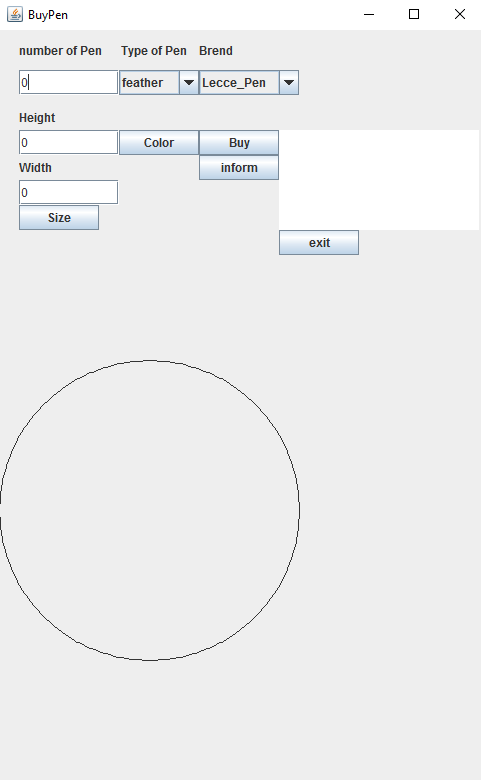 BuyPen
number of Pen Type of Pen Brend
0 feather Lecce_Pen
Height
0 Color Buy
Width inform
0
Size
exit